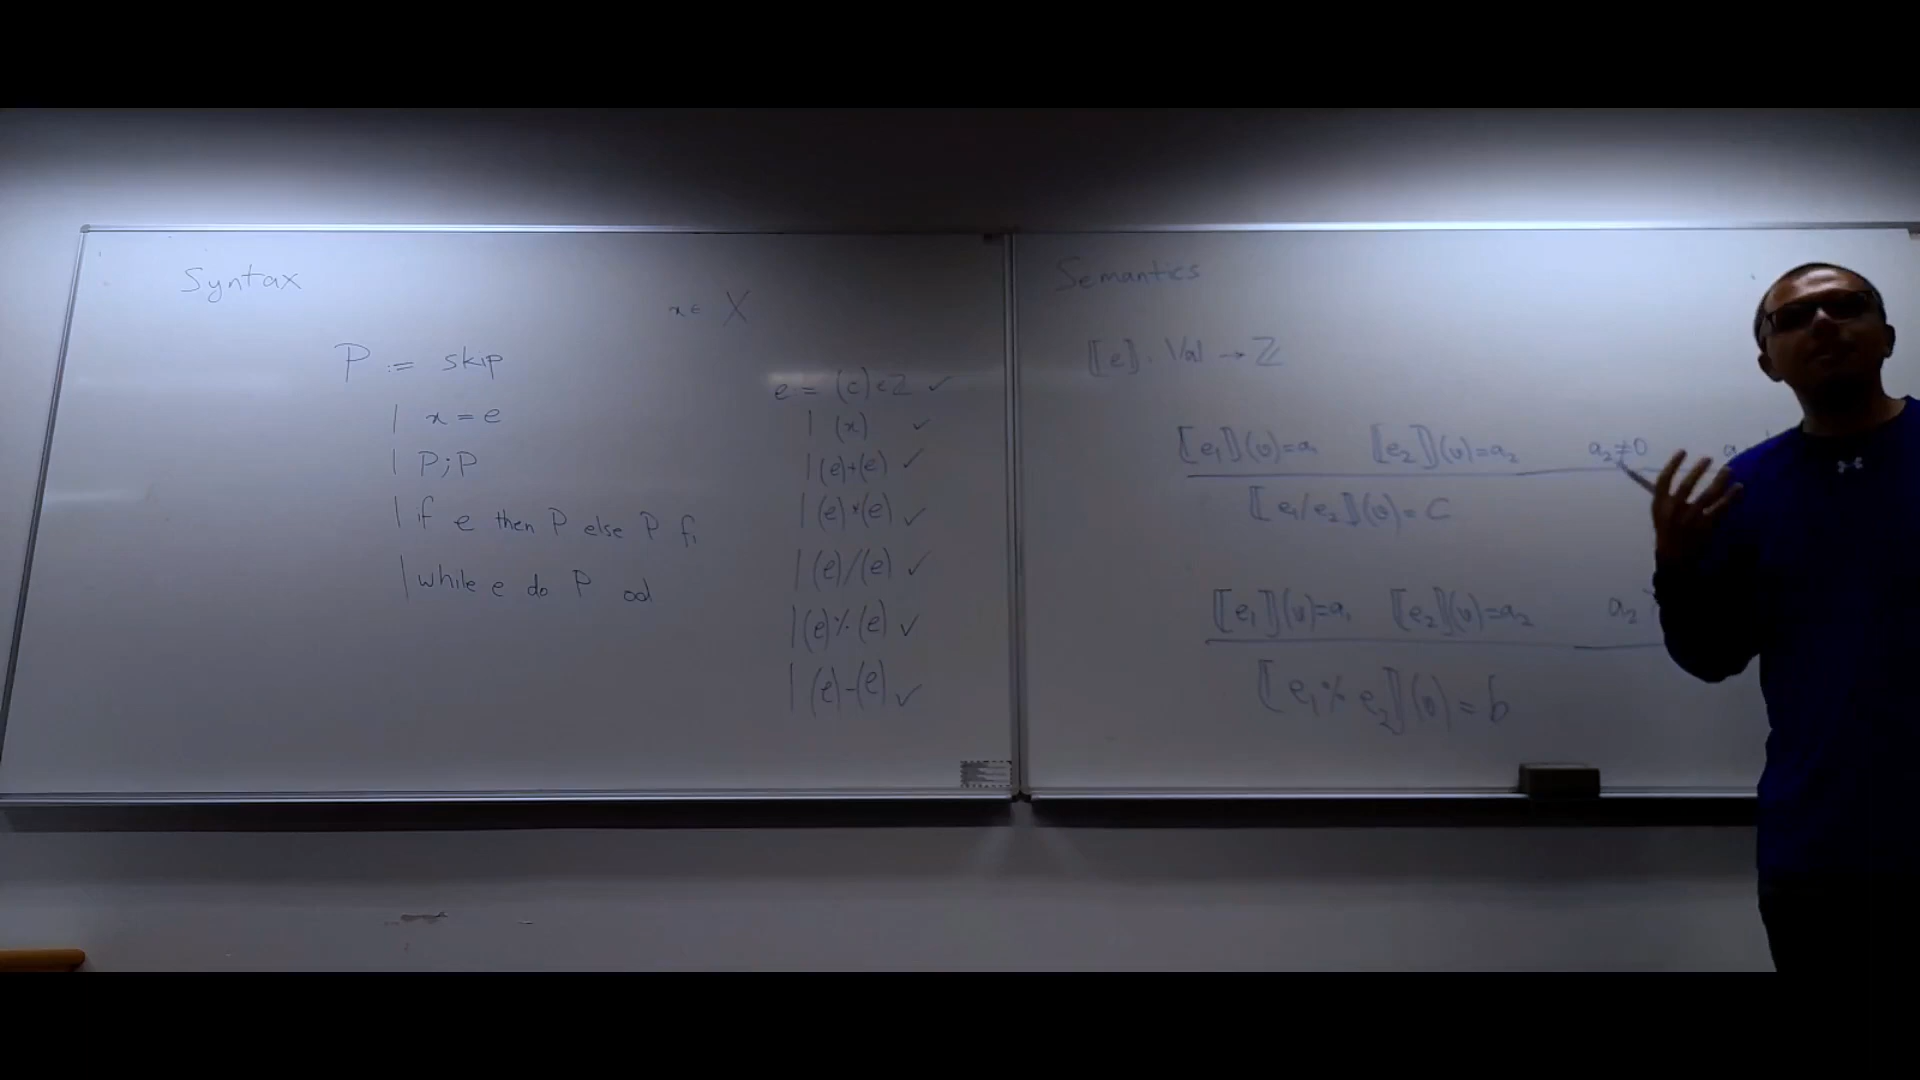 Syntax
x ∈ X
P := skip
| x = e
| P;P
| if e then P else P fi
| while e do P od
e = (c) ∈ Z ✓
| (x) ✓
| (e)+(e) ✓
| (e)*(e) ✓
| (e)/(e) ✓
| (e)%(e) ✓
| (e)-(e) ✓
Semantics
⟦e⟧: Val → ℤ
⟦e₁⟧(v)=a₁ ⟦e₂⟧(v)=a₂ a₂≠0
⟦e₁/e₂⟧(v)=c
⟦e₁⟧(v)=a₁ ⟦e₂⟧(v)=a₂ a₂
⟦e₁%e₂⟧(v)=b